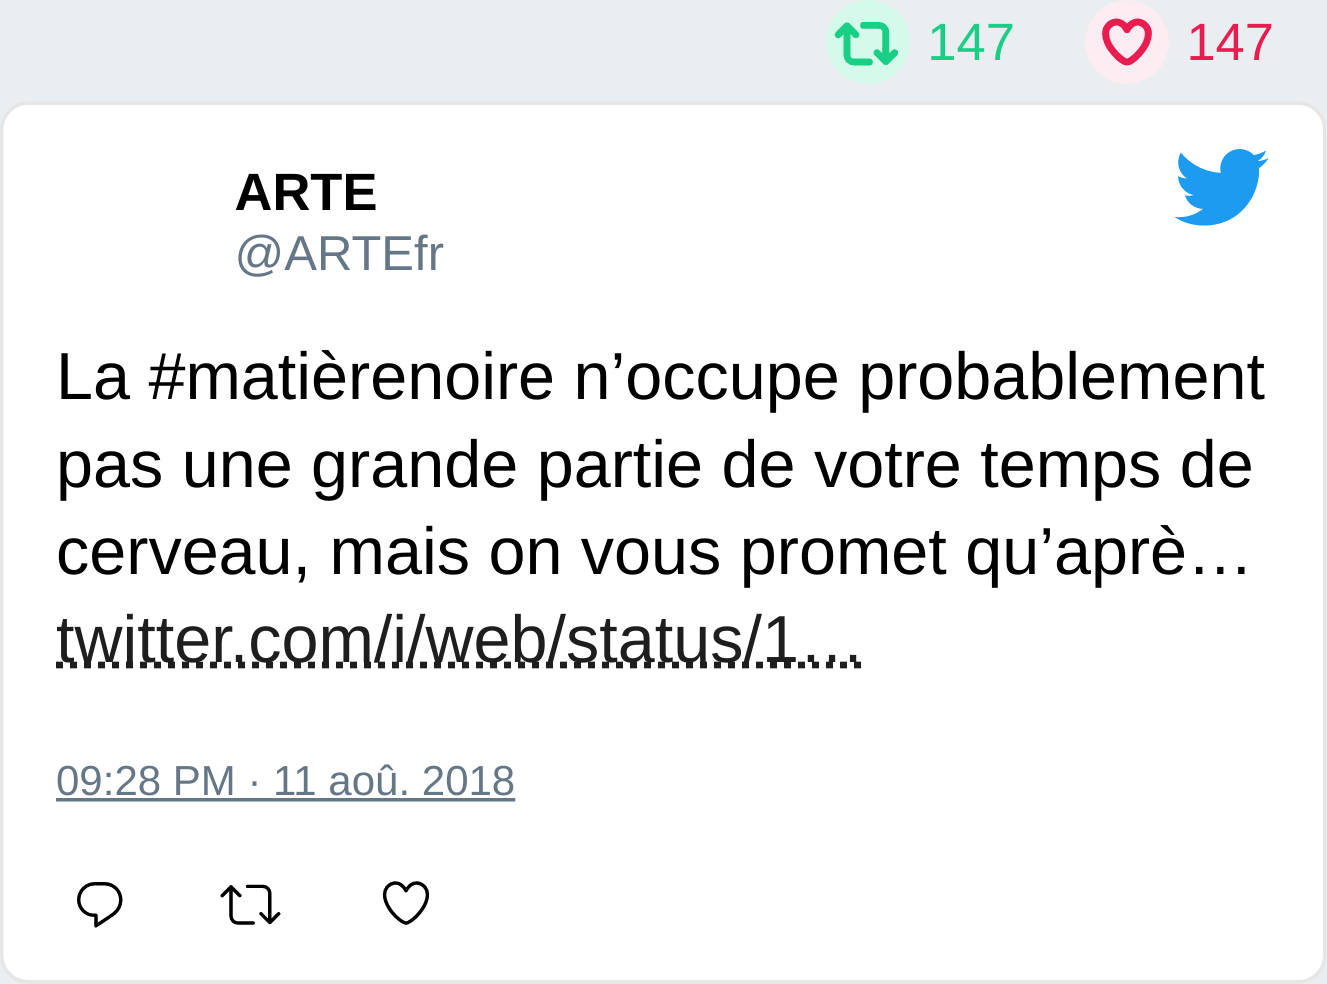 147 147
ARTE
@ARTEfr
La #matièrenoire n’occupe probablement
pas une grande partie de votre temps de
cerveau, mais on vous promet qu’aprè…
twitter.com/i/web/status/1…
09:28 PM · 11 aoû. 2018